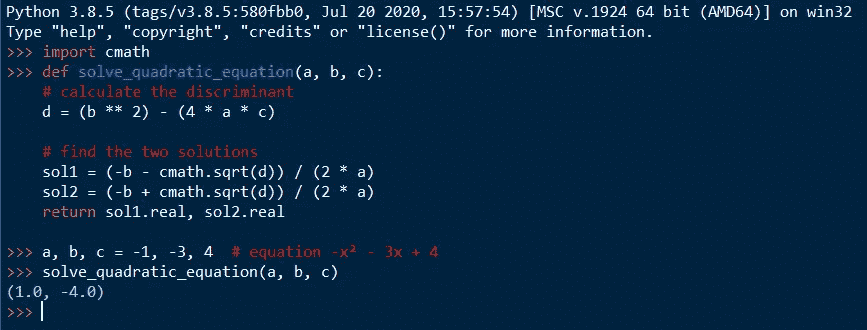 Python 3.8.5 (tags/v3.8.5:580fbb0, Jul 20 2020, 15:57:54) [MSC v.1924 64 bit (AMD64)] on win32
Type "help", "copyright", "credits" or "license()" for more information.
>>> import cmath
>>> def solve_quadratic_equation(a, b, c):
    # calculate the discriminant
    d = (b ** 2) - (4 * a * c)

    # find the two solutions
    sol1 = (-b - cmath.sqrt(d)) / (2 * a)
    sol2 = (-b + cmath.sqrt(d)) / (2 * a)
    return sol1.real, sol2.real

>>> a, b, c = -1, -3, 4  # equation -x² - 3x + 4
>>> solve_quadratic_equation(a, b, c)
(1.0, -4.0)
>>>